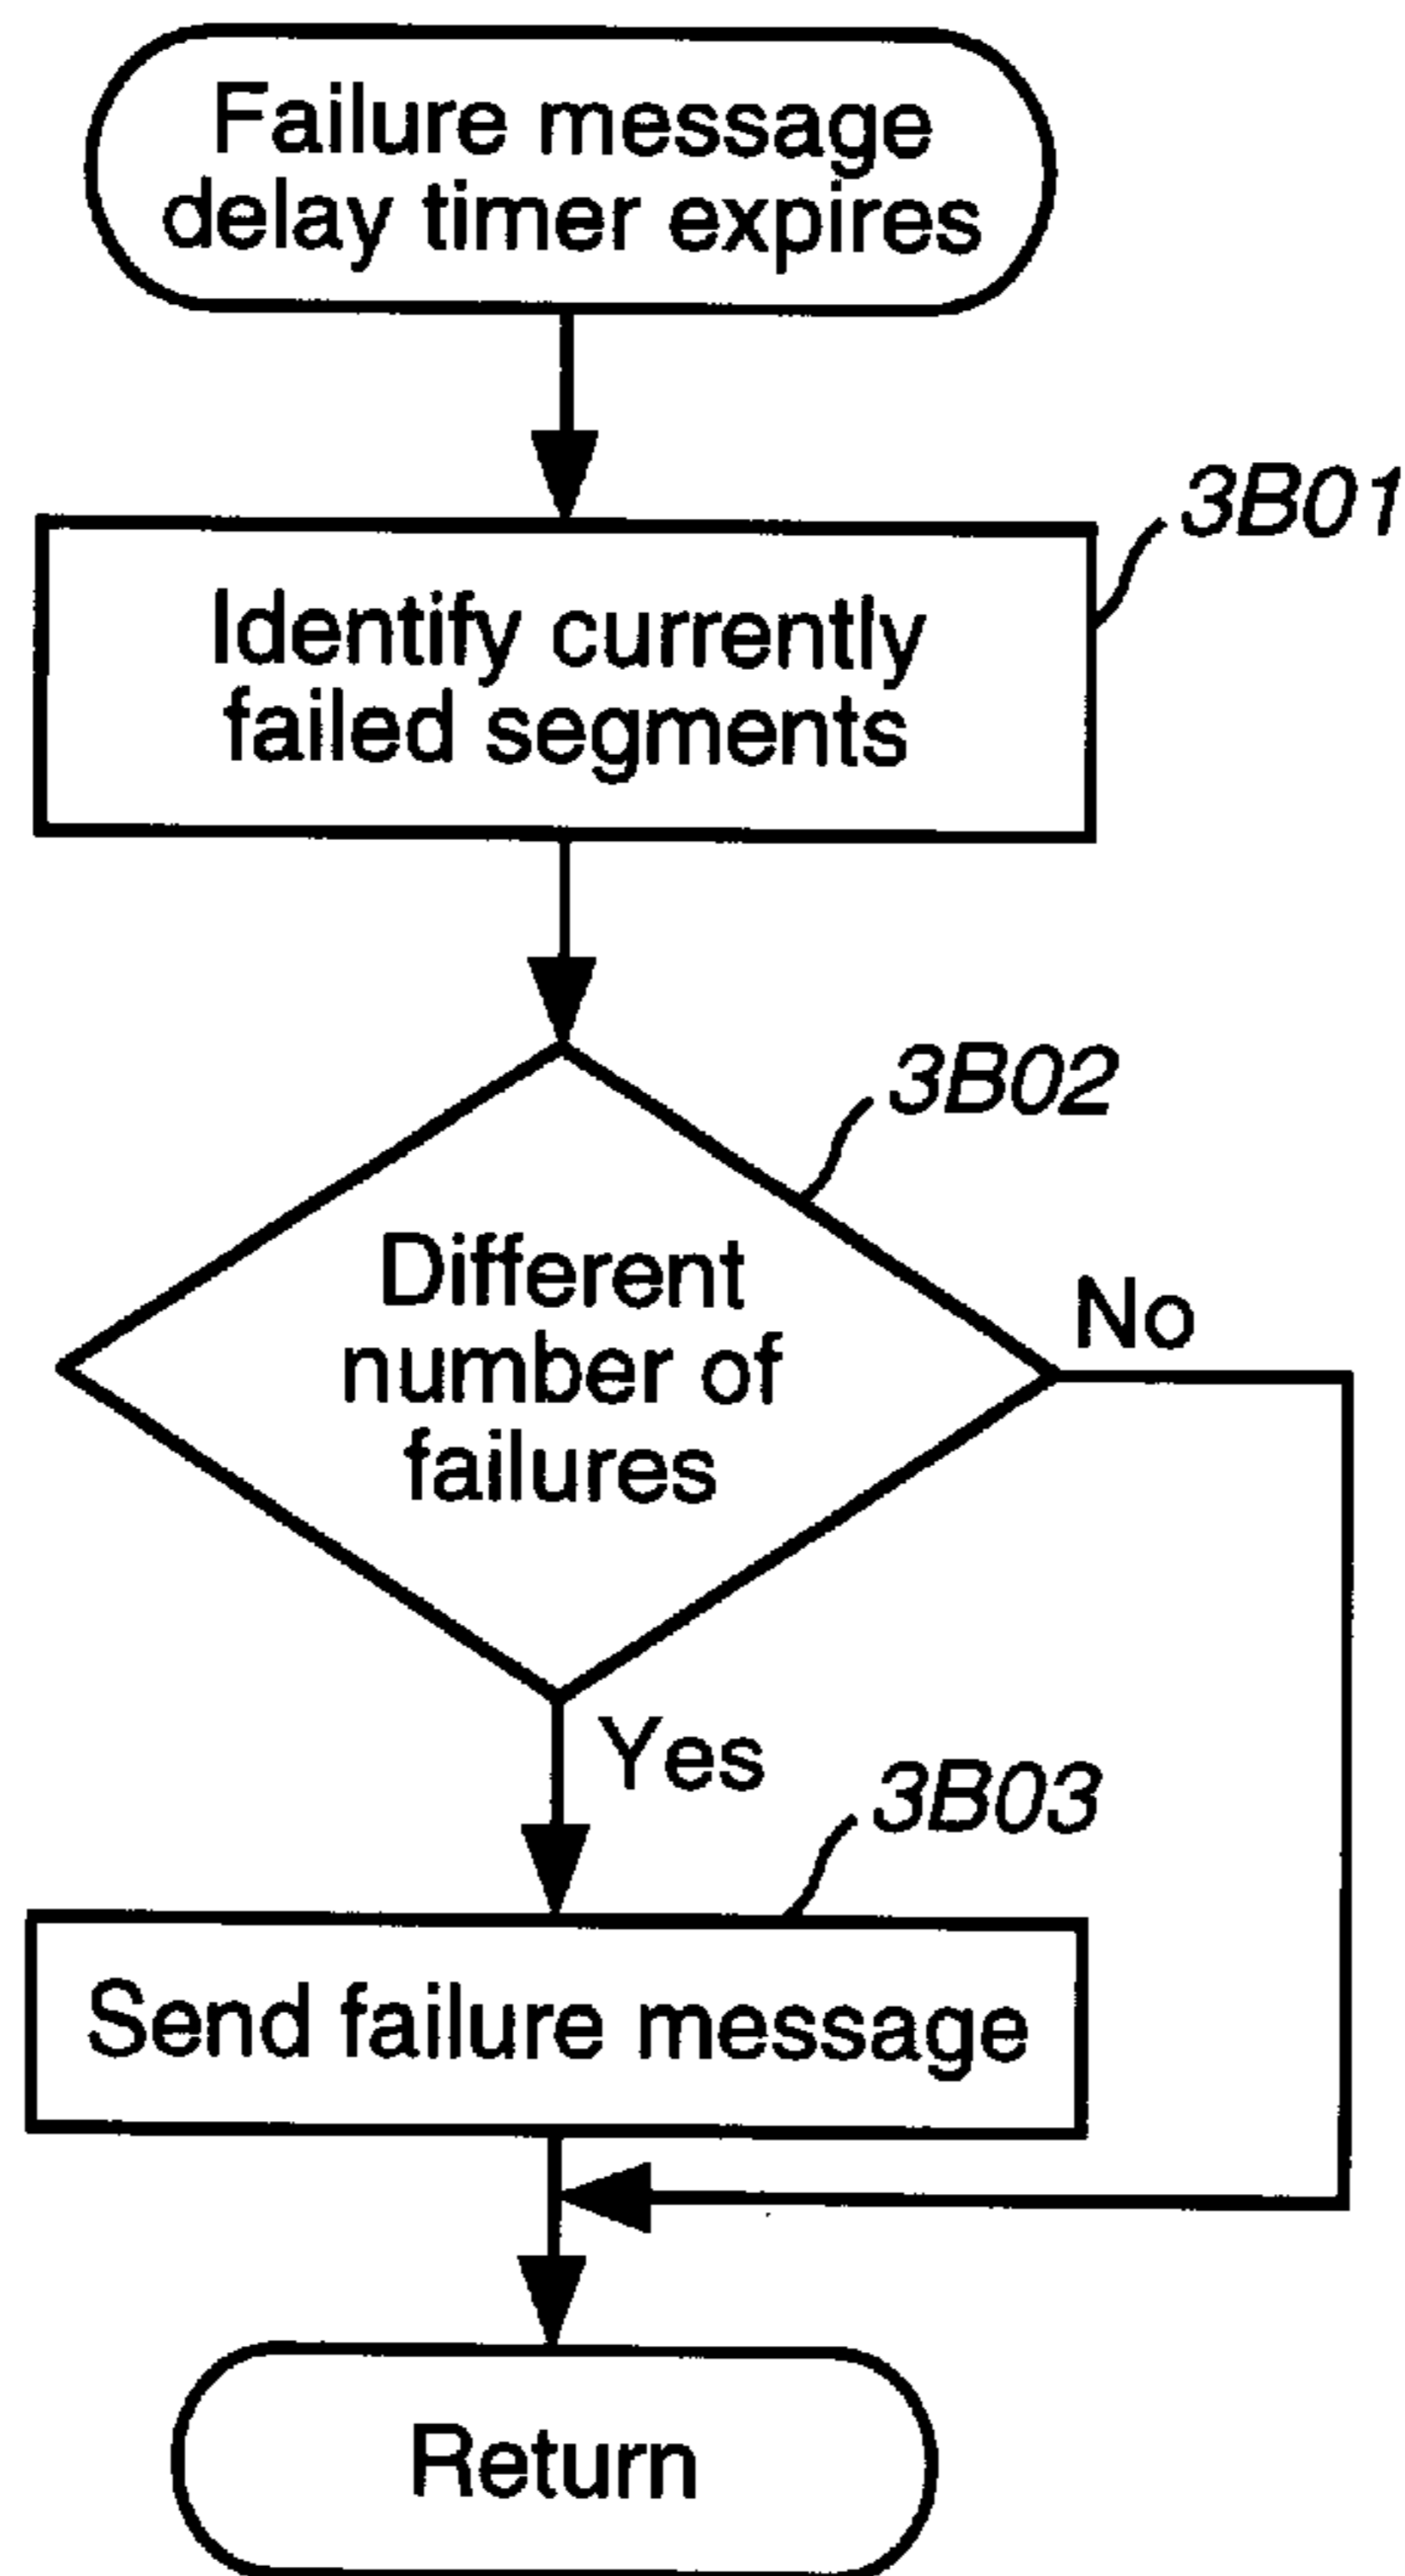 Failure message
delay timer expires
3B01
Identify currently
failed segments
3B02
Different
number of
failures
No
Yes
3B03
Send failure message
Return